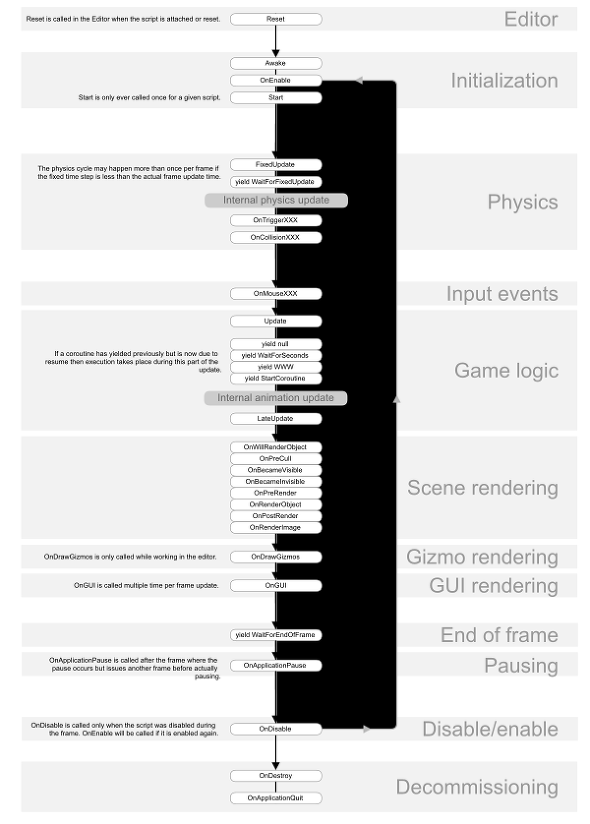 Reset is called in the Editor when the script is attached or reset.
Reset
Editor
Awake
OnEnable
Initialization
Start is only ever called once for a given script.
Start
The physics cycle may happen more than once per frame if
the fixed time step is less than the actual frame update time.
FixedUpdate
yield WaitForFixedUpdate
Internal physics update
Physics
OnTriggerXXX
OnCollisionXXX
OnMouseXXX
Input events
Update
If a coroutine has yielded previously but is now due to
resume then execution takes place during this part of the
update.
yield null
yield WaitForSeconds
yield WWW
yield StartCoroutine
Game logic
Internal animation update
LateUpdate
OnWillRenderObject
OnPreCull
OnBecameVisible
OnBecameInvisible
OnPreRender
OnRenderObject
OnPostRender
OnRenderImage
Scene rendering
OnDrawGizmos is only called while working in the editor.
OnDrawGizmos
Gizmo rendering
OnGUI is called multiple time per frame update.
OnGUI
GUI rendering
yield WaitForEndOfFrame
End of frame
OnApplicationPause is called after the frame where the
pause occurs but issues another frame before actually
pausing.
OnApplicationPause
Pausing
OnDisable is called only when the script was disabled during
the frame. OnEnable will be called if it is enabled again.
OnDisable
Disable/enable
OnDestroy
Decommissioning
OnApplicationQuit